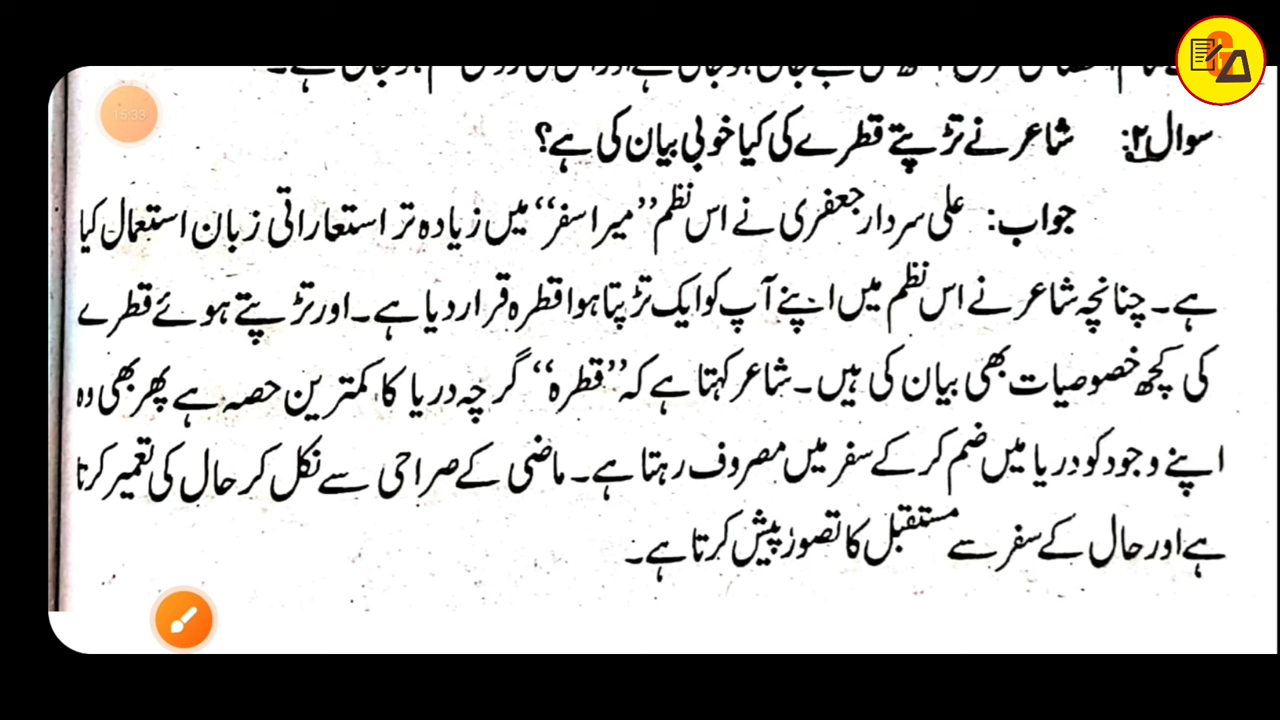 سوال۲: شاعر نے تڑپتے قطرے کی کیا خوبی بیان کی ہے؟
جواب: علی سردار جعفری نے اس نظم ’’میرا سفر‘‘ میں زیادہ تر استعاراتی زبان استعمال کیا
ہے۔ چنانچہ شاعر نے اس نظم میں اپنے آپ کو ایک تڑپتا ہوا قطرہ قرار دیا ہے۔ اور تڑپتے ہوئے قطرے
کی کچھ خصوصیات بھی بیان کی ہیں۔ شاعر کہتا ہے کہ ’’قطرہ‘‘ گرچہ دریا کا کمترین حصہ ہے پھر بھی وہ
اپنے وجود کو دریا میں ضم کر کے سفر میں مصروف رہتا ہے۔ ماضی کے صراحی سے نکل کر حال کی تعمیر کرتا
ہے اور حال کے سفر سے مستقبل کا تصور پیش کرتا ہے۔
15:33